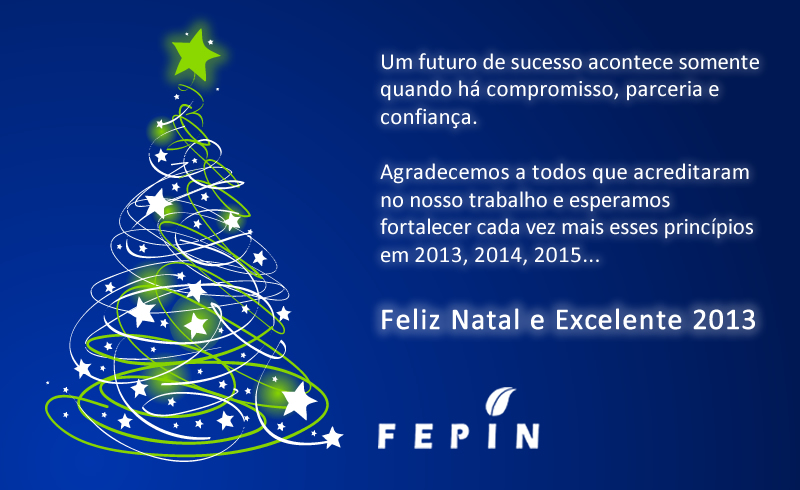 Um futuro de sucesso acontece somente
quando há compromisso, parceria e
confiança.
Agradecemos a todos que acreditaram
no nosso trabalho e esperamos
fortalecer cada vez mais esses princípios
em 2013, 2014, 2015...
Feliz Natal e Excelente 2013
FEPIN